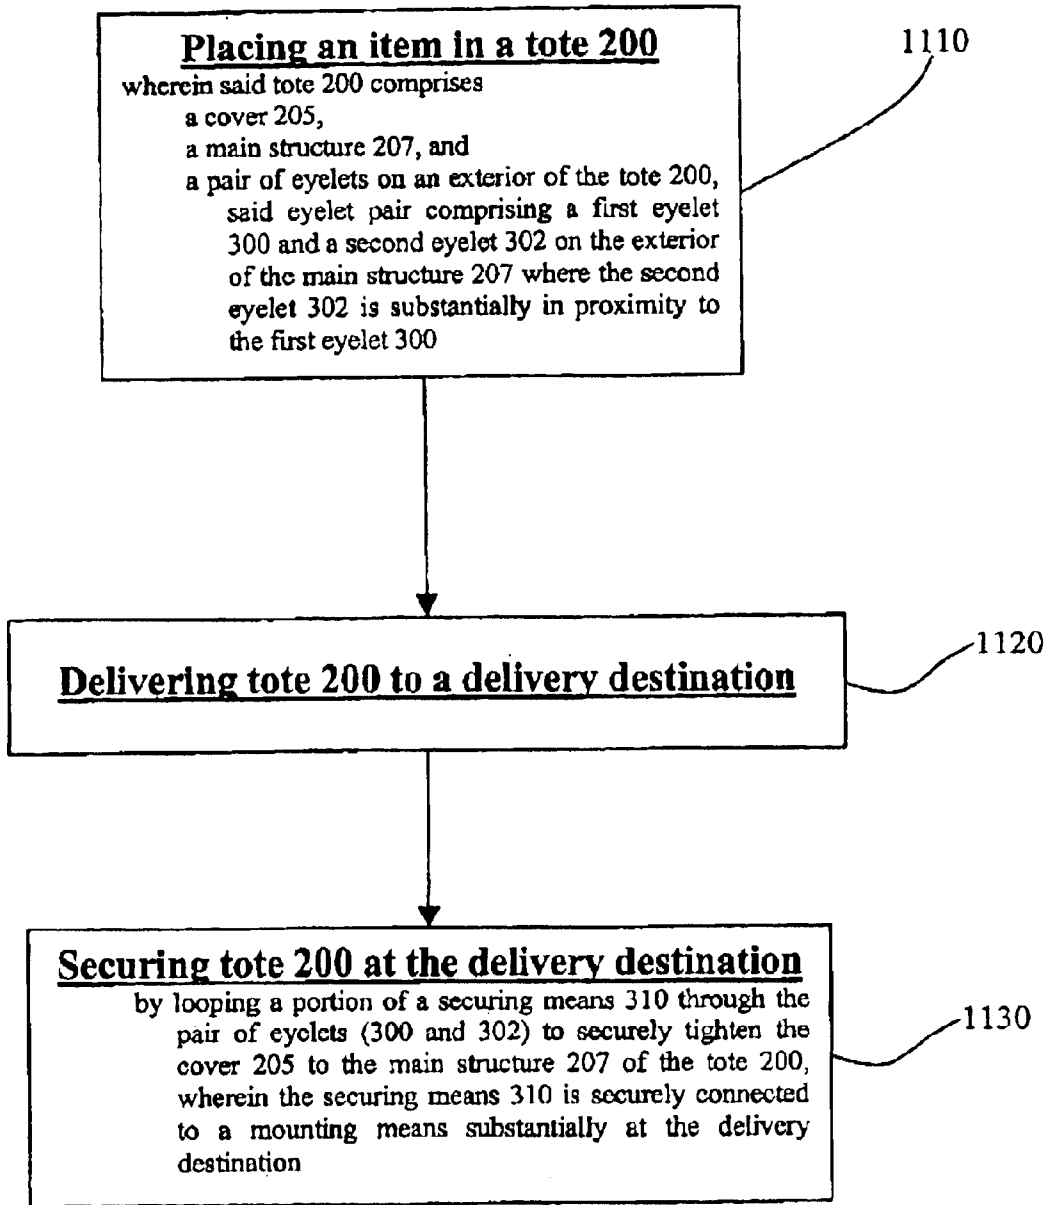 Placing an item in a tote 200
1110
wherein said tote 200 comprises
a cover 205,
a main structure 207, and
a pair of eyelets on an exterior of the tote 200,
said eyelet pair comprising a first eyelet
300 and a second eyelet 302 on the exterior
of the main structure 207 where the second
eyelet 302 is substantially in proximity to
the first eyelet 300
1120
Delivering tote 200 to a delivery destination
Securing tote 200 at the delivery destination
by looping a portion of a securing means 310 through the
pair of eyelets (300 and 302) to securely tighten the
1130
cover 205 to the main structure 207 of the tote 200,
wherein the securing means 310 is securely connected
to a mounting means substantially at the delivery
destination